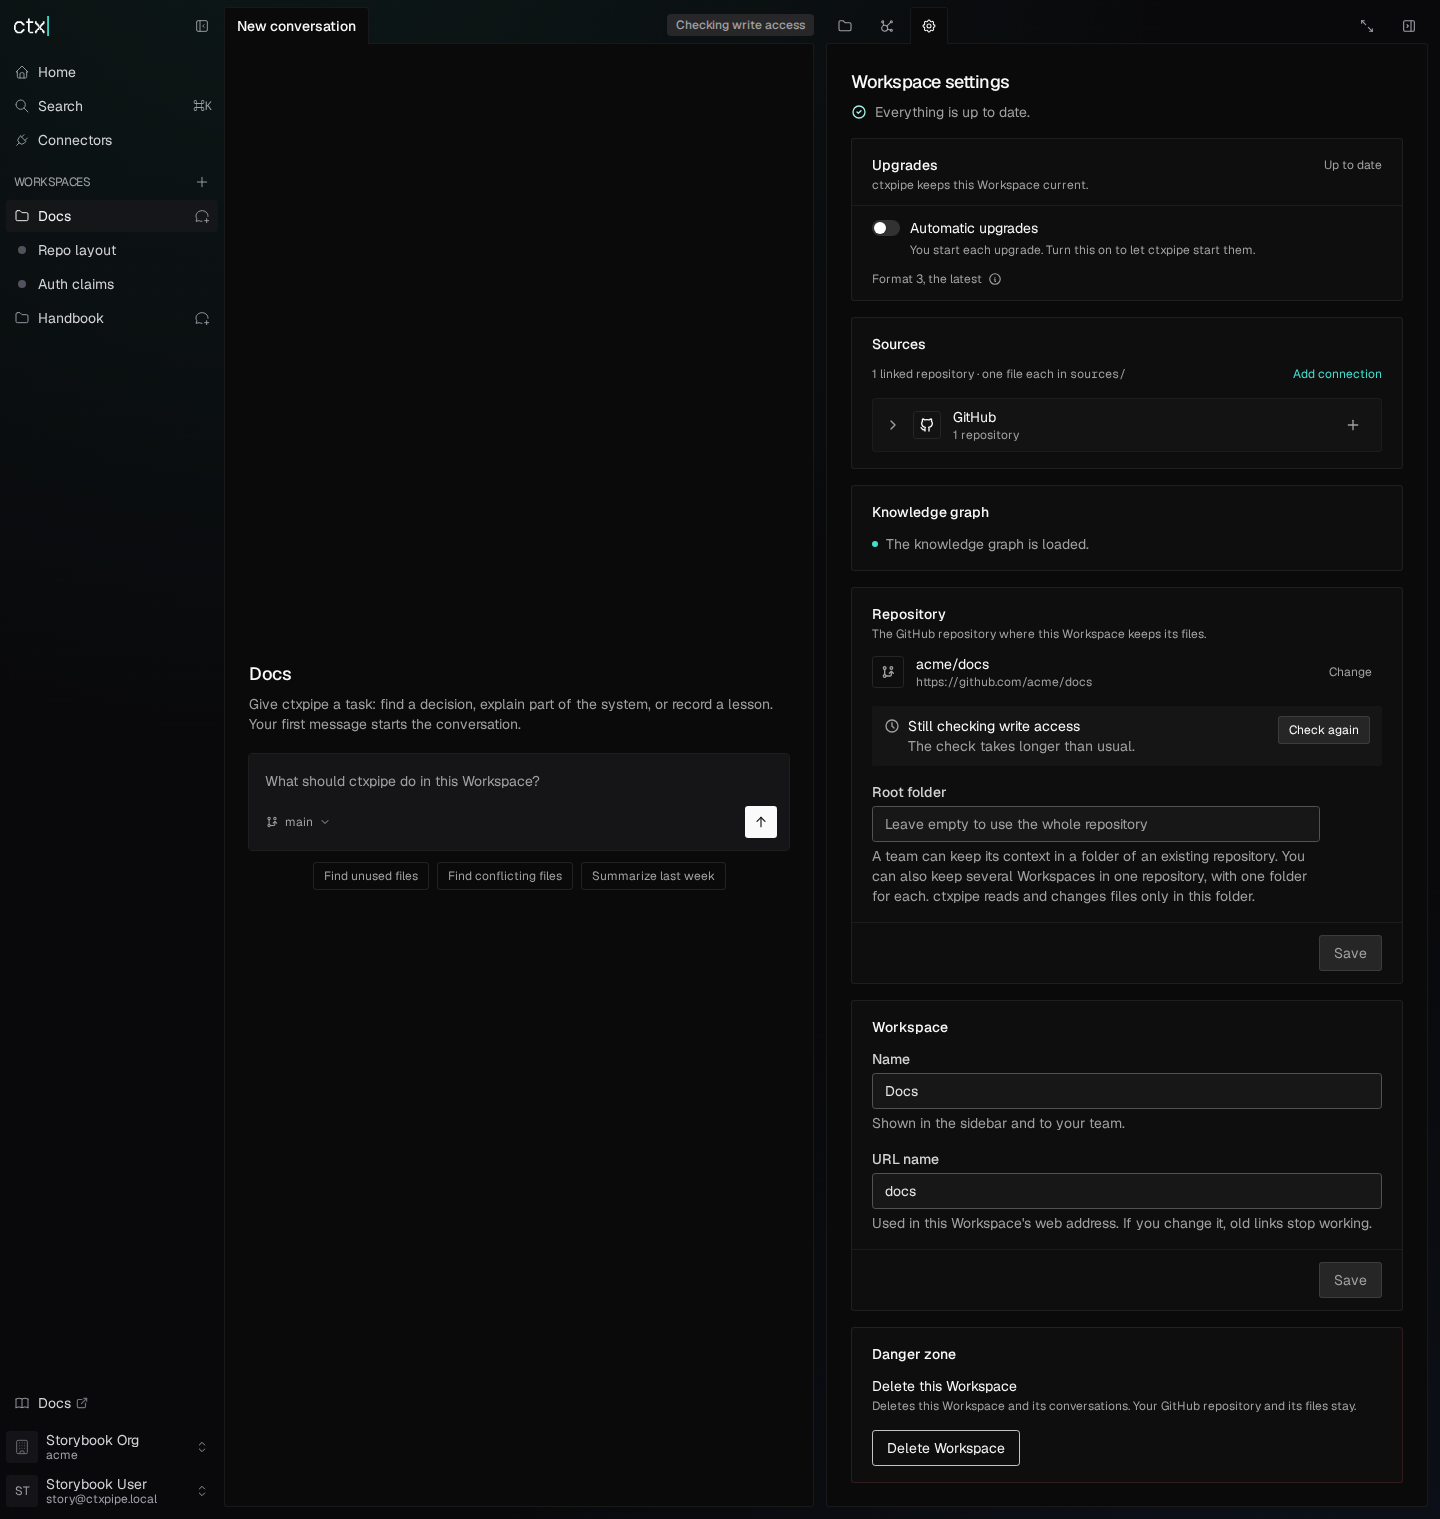 ctx
Home
Search ⌘K
Connectors
WORKSPACES
Docs
Repo layout
Auth claims
Handbook
Docs
Storybook Org
acme
ST
Storybook User
story@ctxpipe.local
New conversation
Checking write access
Docs
Give ctxpipe a task: find a decision, explain part of the system, or record a lesson.
Your first message starts the conversation.
What should ctxpipe do in this Workspace?
main
Find unused files
Find conflicting files
Summarize last week
Workspace settings
Everything is up to date.
Upgrades
Up to date
ctxpipe keeps this Workspace current.
Automatic upgrades
You start each upgrade. Turn this on to let ctxpipe start them.
Format 3, the latest
Sources
1 linked repository · one file each in sources/
Add connection
GitHub
1 repository
Knowledge graph
The knowledge graph is loaded.
Repository
The GitHub repository where this Workspace keeps its files.
acme/docs
https://github.com/acme/docs
Change
Still checking write access
The check takes longer than usual.
Check again
Root folder
Leave empty to use the whole repository
A team can keep its context in a folder of an existing repository. You
can also keep several Workspaces in one repository, with one folder
for each. ctxpipe reads and changes files only in this folder.
Save
Workspace
Name
Docs
Shown in the sidebar and to your team.
URL name
docs
Used in this Workspace's web address. If you change it, old links stop working.
Save
Danger zone
Delete this Workspace
Deletes this Workspace and its conversations. Your GitHub repository and its files stay.
Delete Workspace